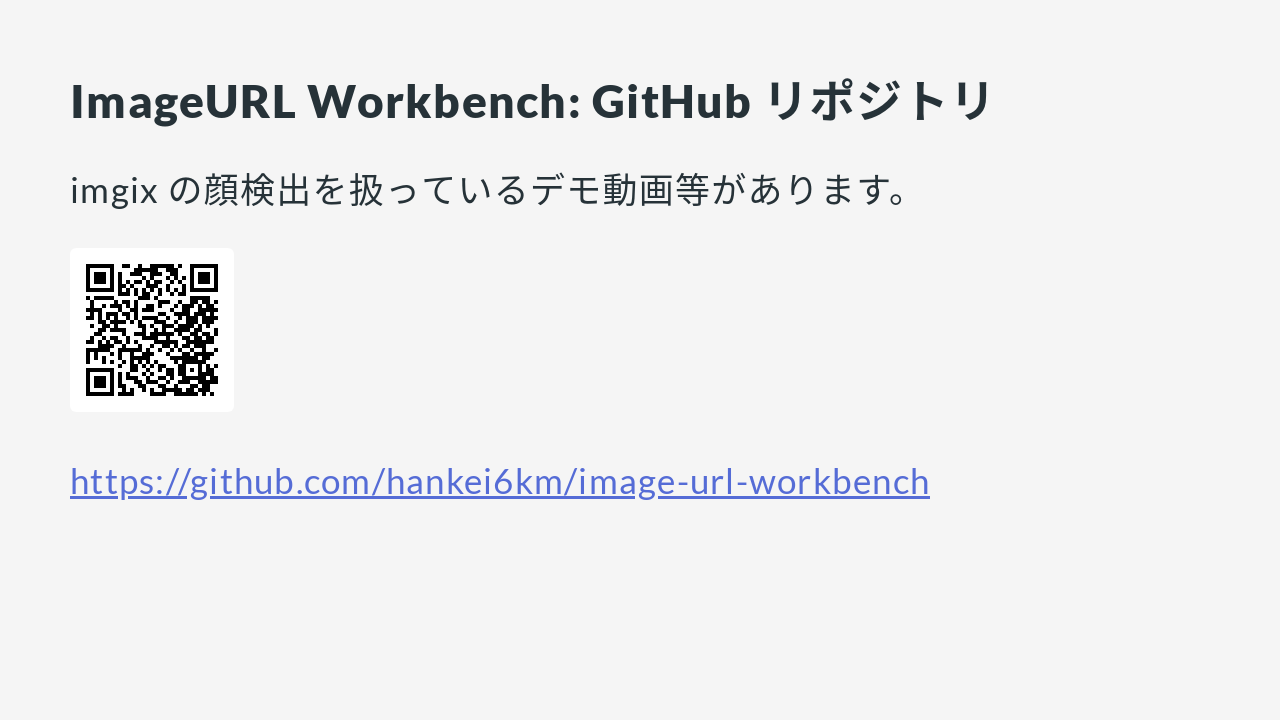 ImageURL Workbench: GitHub リポジトリ
imgix の顔検出を扱っているデモ動画等があります。
https://github.com/hankei6km/image-url-workbench